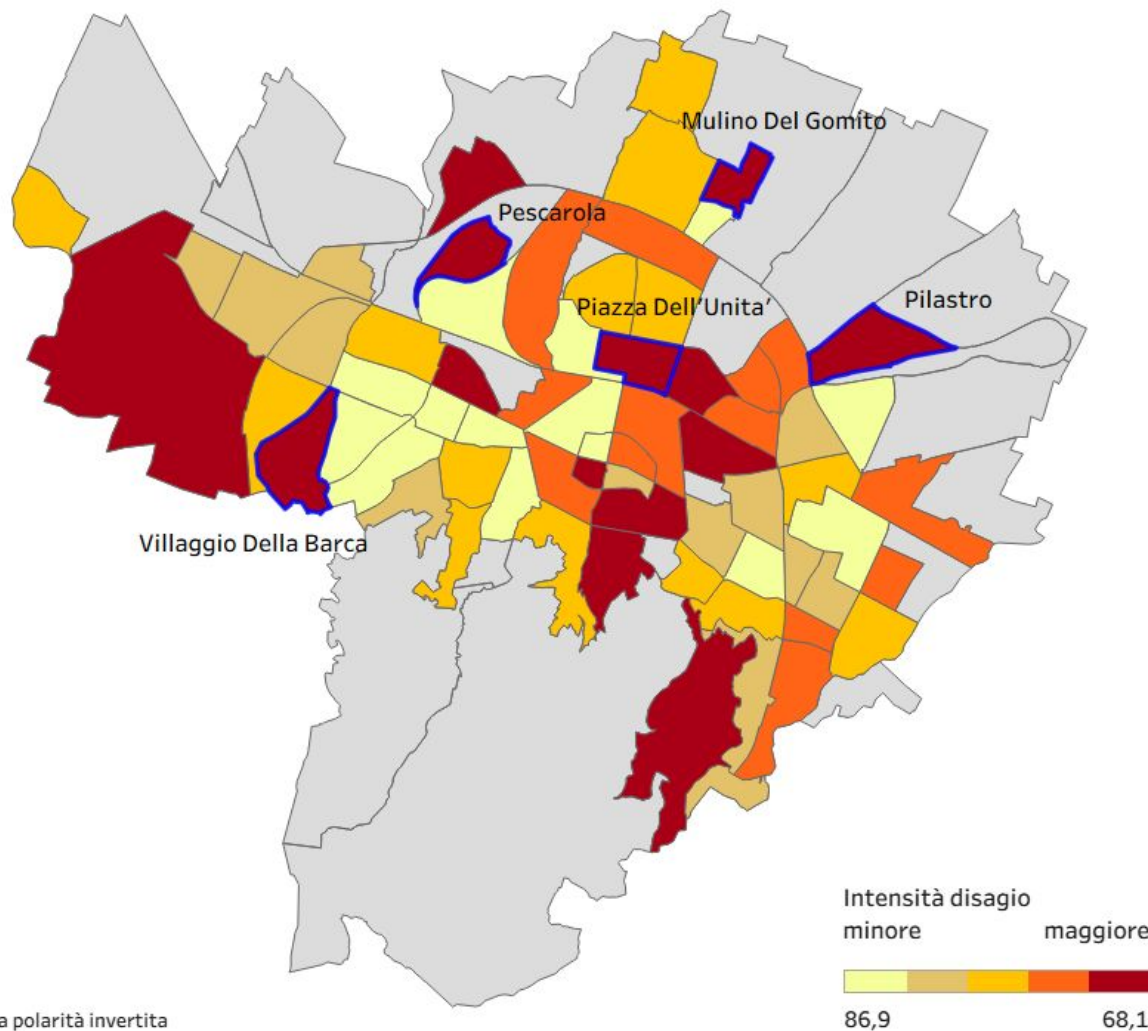 Mulino Del Gomito
Pescarola
Piazza Dell'Unita'
Pilastro
Villaggio Della Barca
Intensità disagio
minore maggiore
86,9 68,1
a polarità invertita